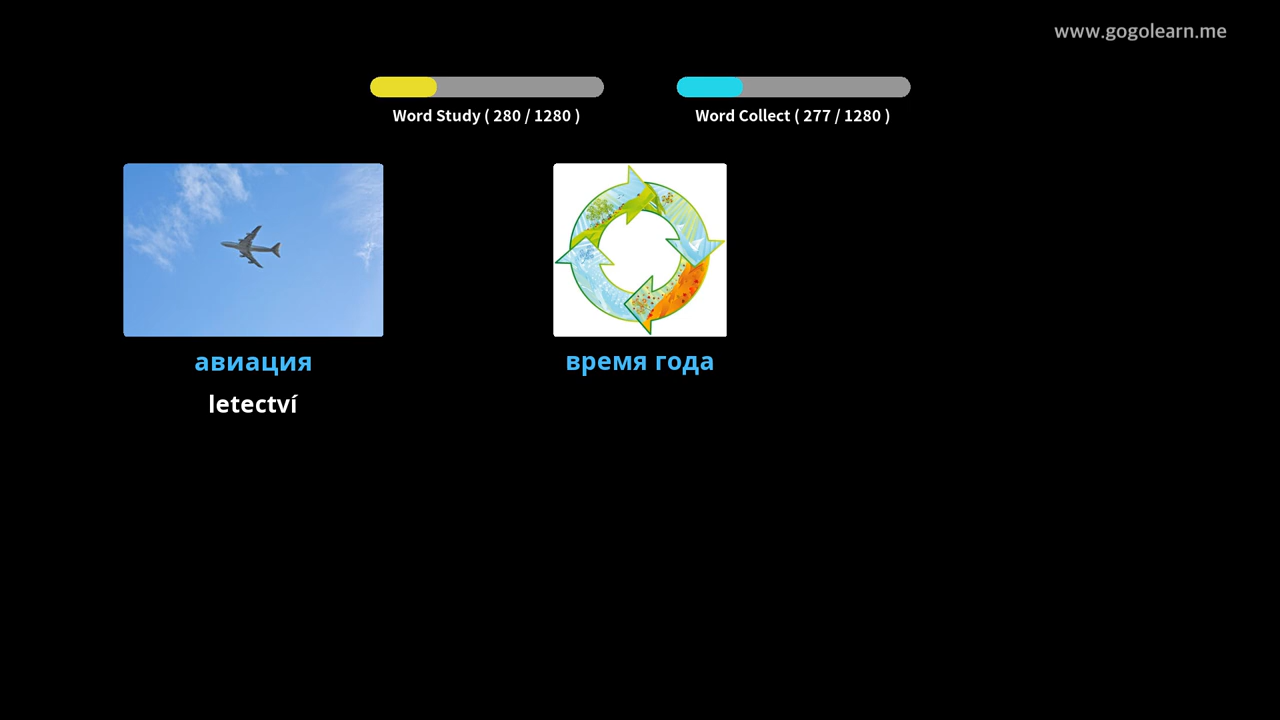 www.gogolearn.me
Word Study ( 280 / 1280 )
Word Collect ( 277 / 1280 )
авиация
время года
letectví